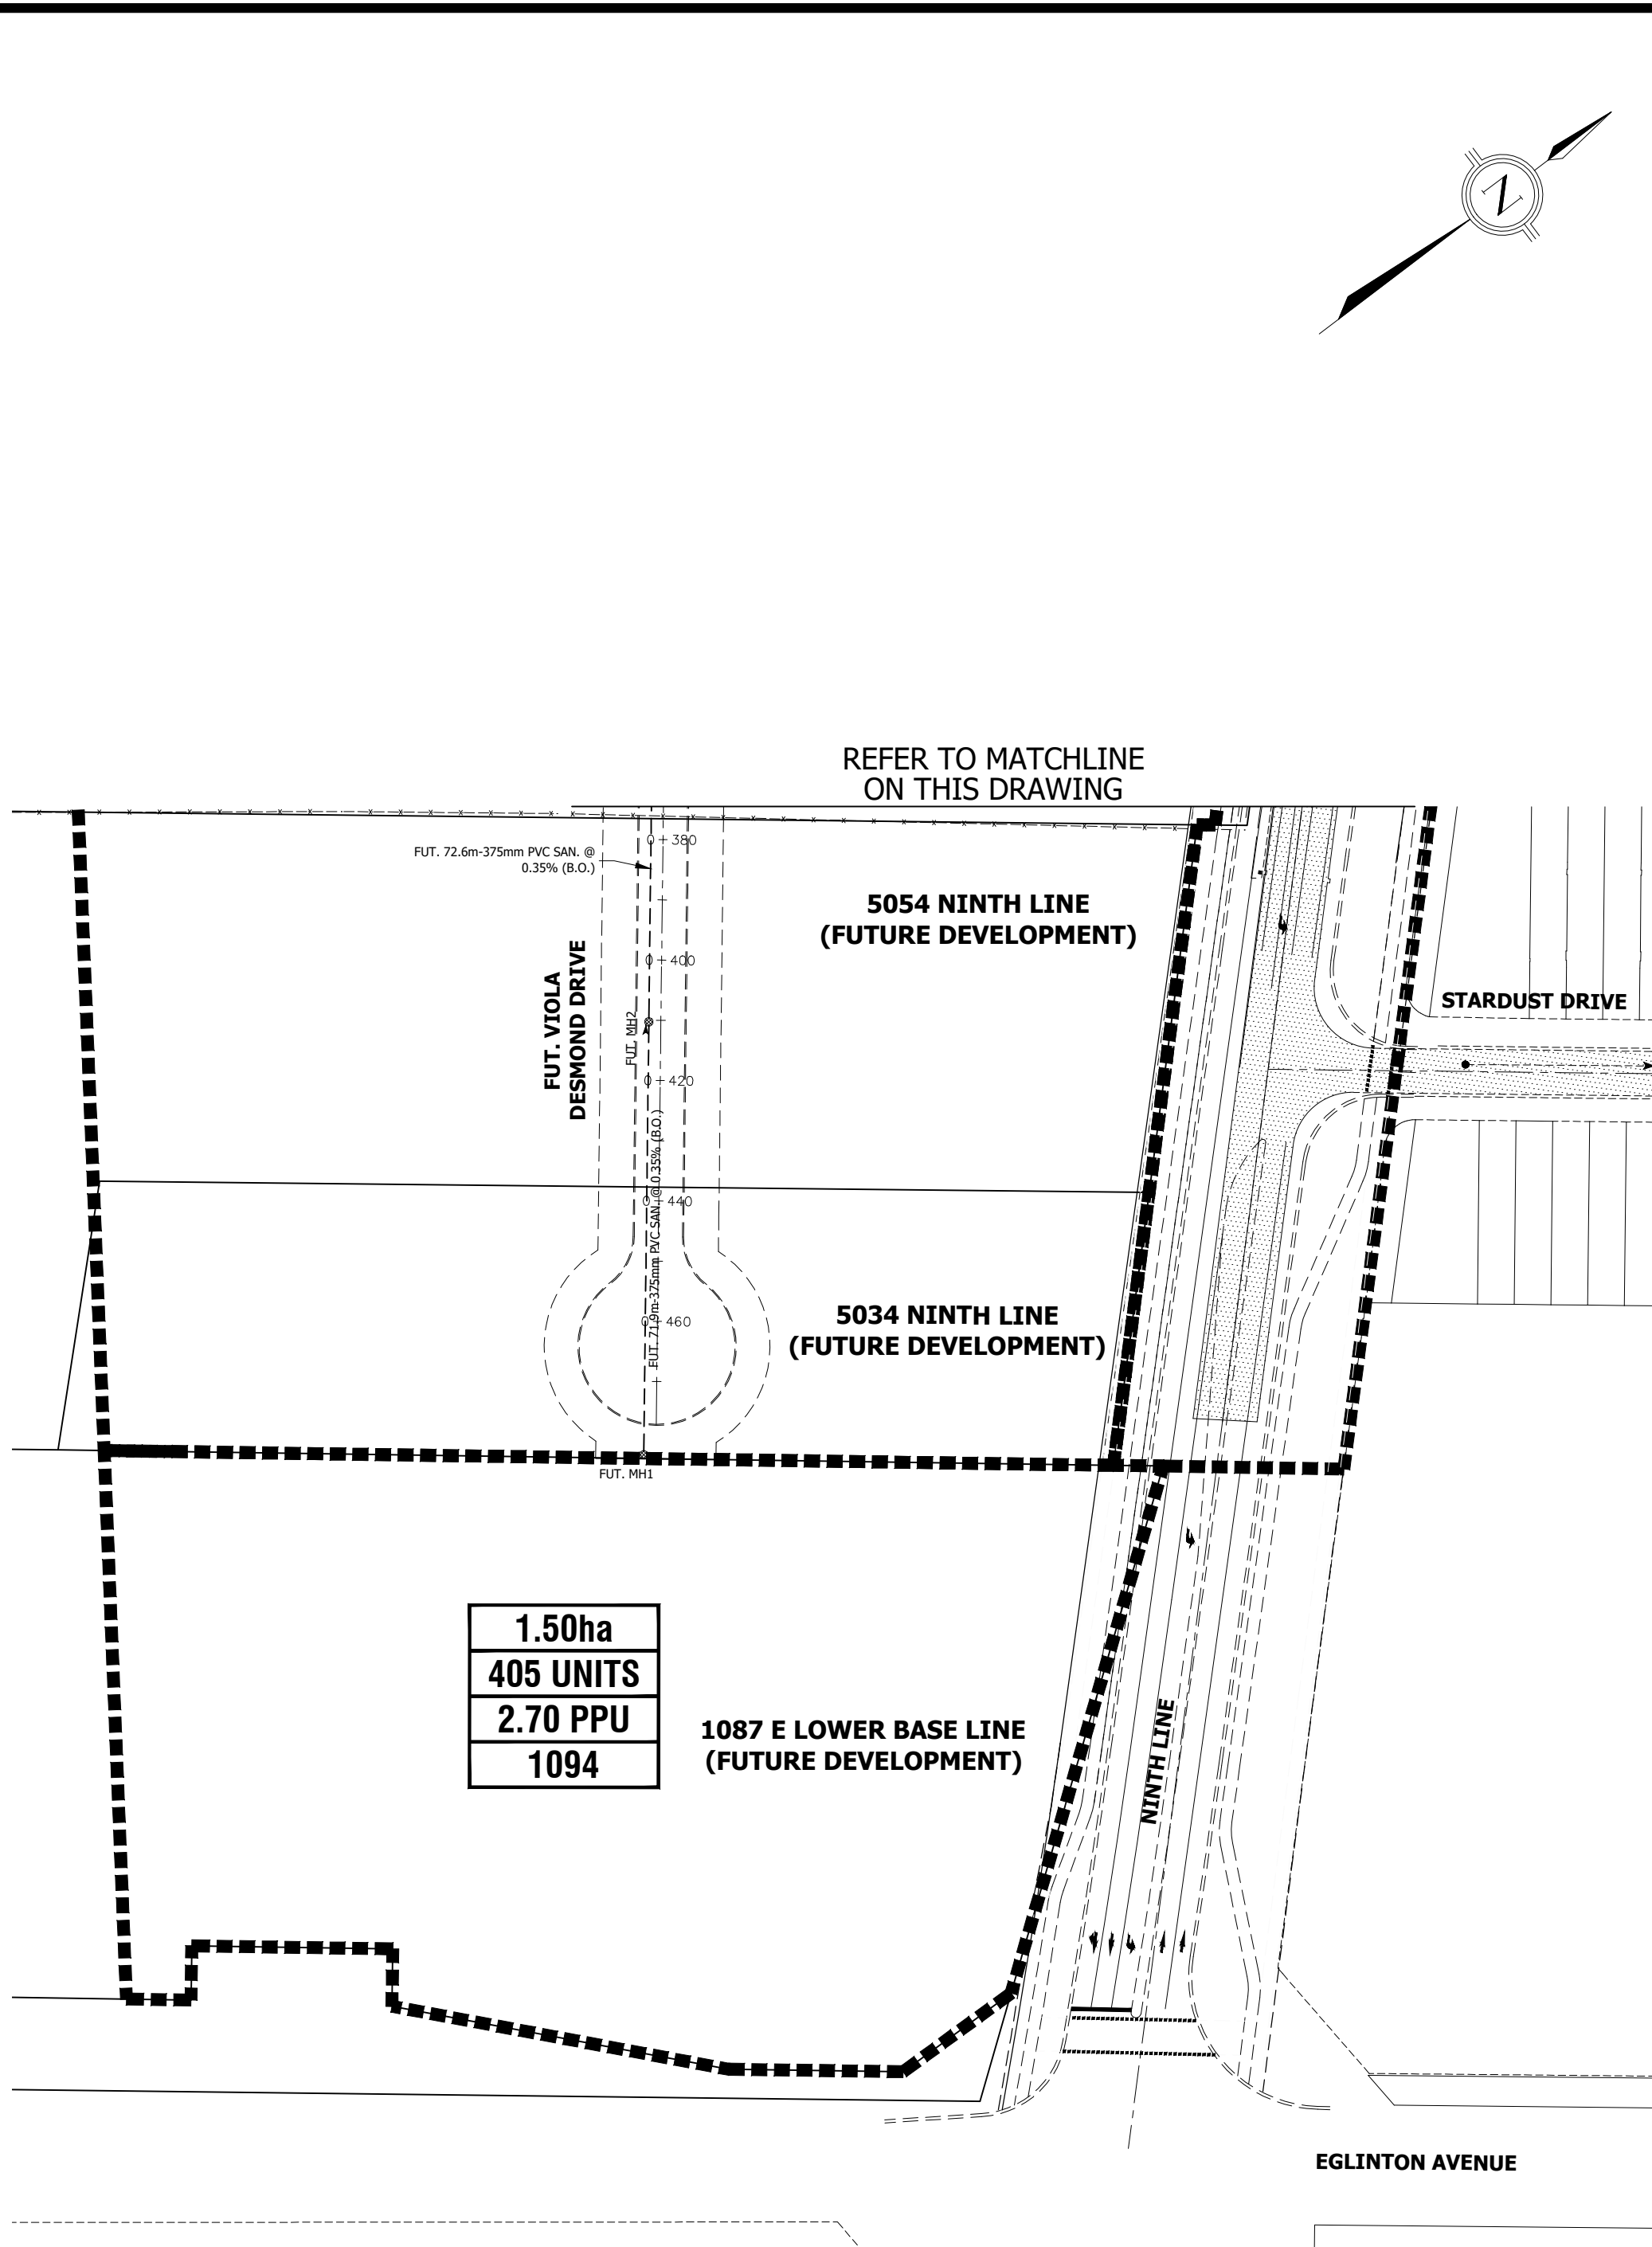 N
REFER TO MATCHLINE
ON THIS DRAWING
0+380
FUT. 72.6m-375mm PVC SAN. @
0.35% (B.O.)
5054 NINTH LINE
(FUTURE DEVELOPMENT)
FUT. VIOLA
DESMOND DRIVE
0+400
STARDUST DRIVE
FUT. MH2
0+420
FUT. 71.9m-375mm PVC SAN. @ 0.35% (B.O.)
0+440
5034 NINTH LINE
(FUTURE DEVELOPMENT)
0+460
FUT. MH1
1.50ha
405 UNITS
2.70 PPU
1094
1087 E LOWER BASE LINE
(FUTURE DEVELOPMENT)
NINTH LINE
EGLINTON AVENUE